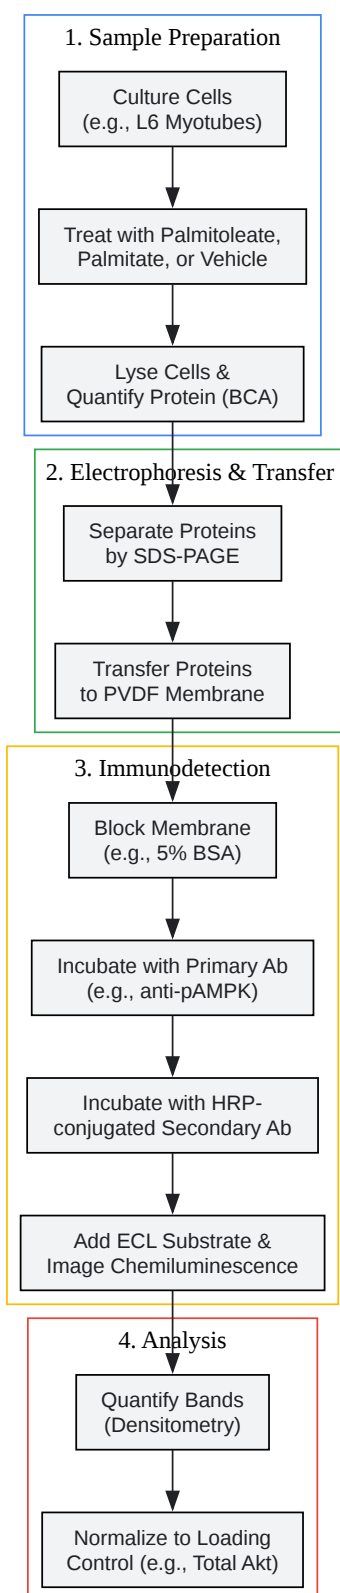 1. Sample Preparation
Culture Cells
(e.g., L6 Myotubes)
Treat with Palmitoleate,
Palmitate, or Vehicle
Lyse Cells &
Quantify Protein (BCA)
2. Electrophoresis & Transfer
Separate Proteins
by SDS-PAGE
Transfer Proteins
to PVDF Membrane
3. Immunodetection
Block Membrane
(e.g., 5% BSA)
Incubate with Primary Ab
(e.g., anti-pAMPK)
Incubate with HRP-
conjugated Secondary Ab
Add ECL Substrate &
Image Chemiluminescence
4. Analysis
Quantify Bands
(Densitometry)
Normalize to Loading
Control (e.g., Total Akt)